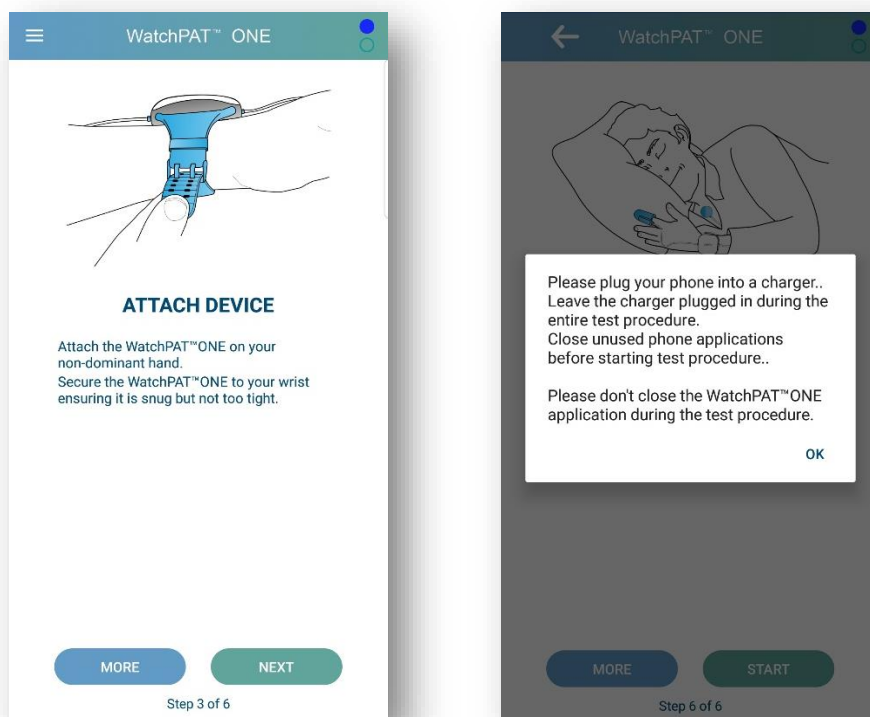 WatchPAT™ ONE
ATTACH DEVICE
Attach the WatchPAT™ONE on your
non-dominant hand.
Secure the WatchPAT™ONE to your wrist
ensuring it is snug but not too tight.
MORE
NEXT
Step 3 of 6
WatchPAT™ ONE
Please plug your phone into a charger..
Leave the charger plugged in during the
entire test procedure.
Close unused phone applications
before starting test procedure..
Please don't close the WatchPAT™ONE
application during the test procedure.
OK
MORE
START
Step 6 of 6